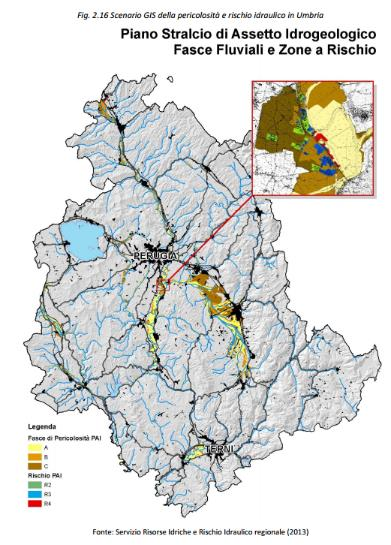 Fig. 2.16 Scenario GIS della pericolosità e rischio idraulico in Umbria
Piano Stralcio di Assetto Idrogeologico
Fasce Fluviali e Zone a Rischio
PERUGIA
TERNI
Legenda
Fasce di Pericolosità PAI
A
B
C
Rischio PAI
R2
R3
R4
Fonte: Servizio Risorse Idriche e Rischio Idraulico regionale (2013)